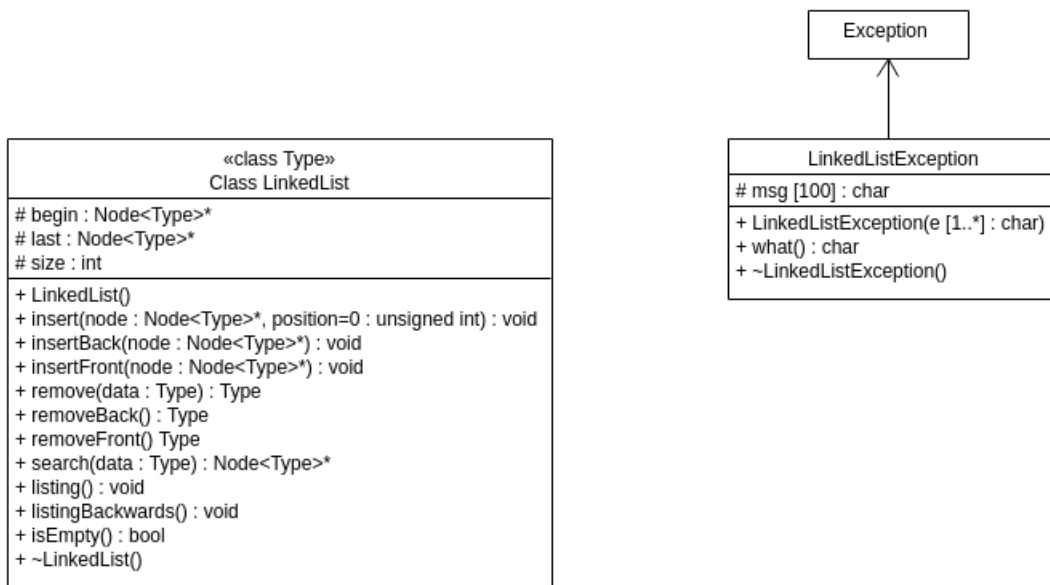 Exception
«class Type»
Class LinkedList
# begin : Node<Type>*
# last : Node<Type>*
# size : int
+ LinkedList()
+ insert(node : Node<Type>*, position=0 : unsigned int) : void
+ insertBack(node : Node<Type>*) : void
+ insertFront(node : Node<Type>*) : void
+ remove(data : Type) : Type
+ removeBack() : Type
+ removeFront() Type
+ search(data : Type) : Node<Type>*
+ listing() : void
+ listingBackwards() : void
+ isEmpty() : bool
+ ~LinkedList()
LinkedListException
# msg [100] : char
+ LinkedListException(e [1..*] : char)
+ what() : char
+ ~LinkedListException()